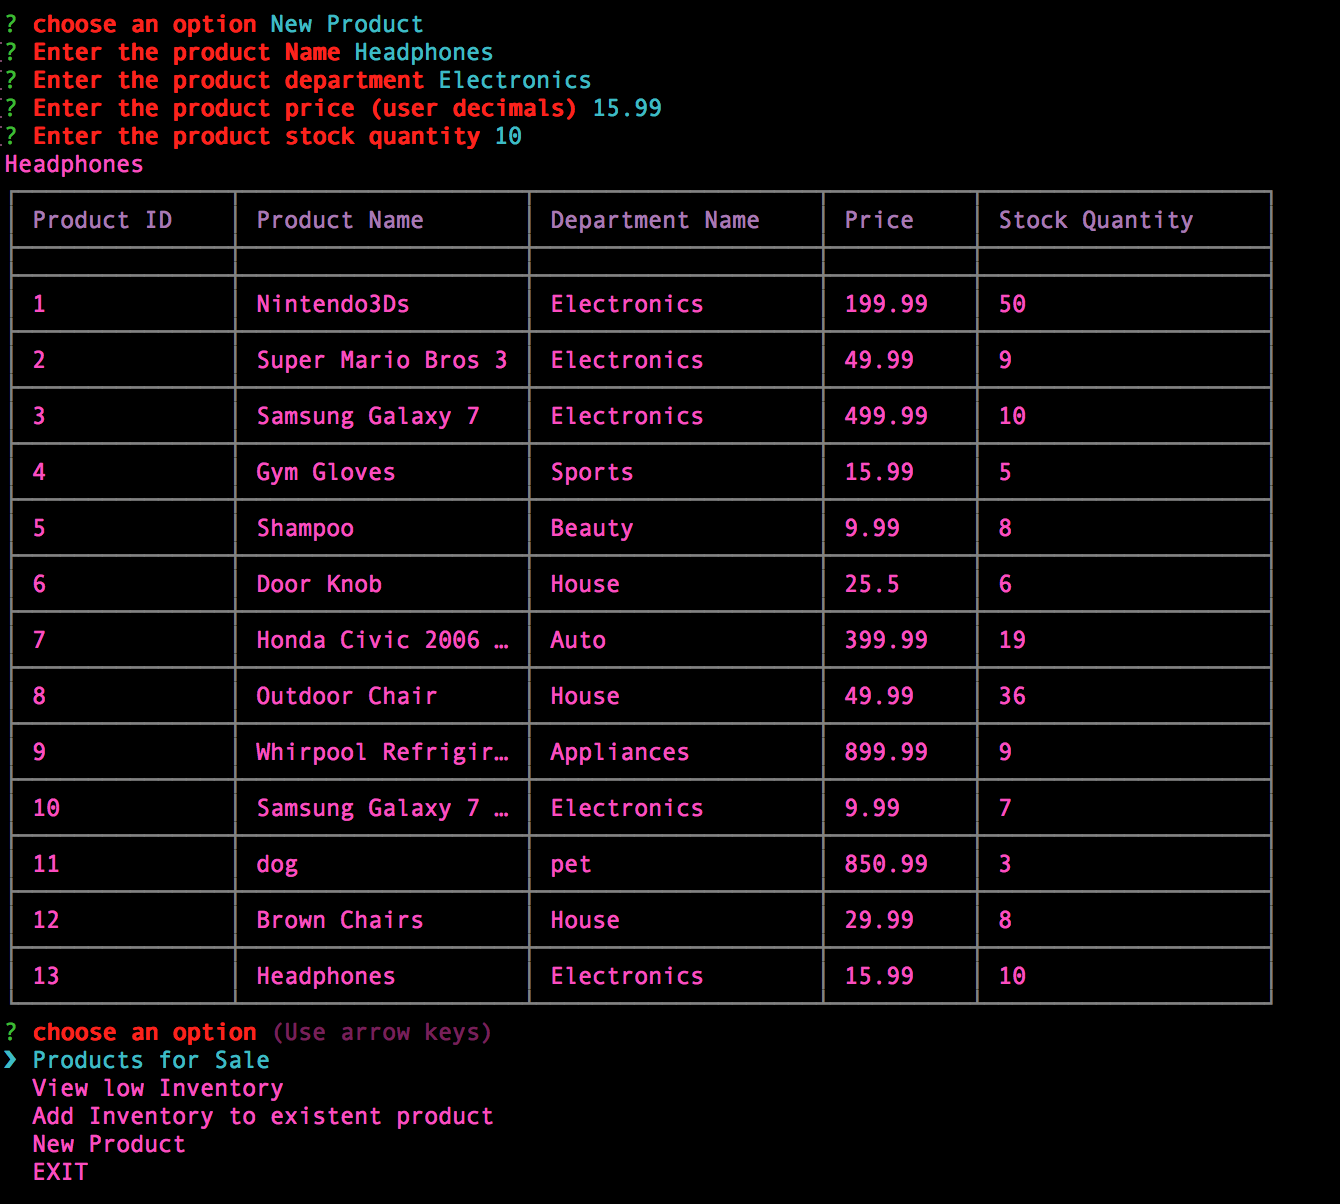 ? choose an option New Product
? Enter the product Name Headphones
? Enter the product department Electronics
? Enter the product price (user decimals) 15.99
? Enter the product stock quantity 10
Headphones
Product ID Product Name Department Name Price Stock Quantity
1 Nintendo3Ds Electronics 199.99 50
2 Super Mario Bros 3 Electronics 49.99 9
3 Samsung Galaxy 7 Electronics 499.99 10
4 Gym Gloves Sports 15.99 5
5 Shampoo Beauty 9.99 8
6 Door Knob House 25.5 6
7 Honda Civic 2006 … Auto 399.99 19
8 Outdoor Chair House 49.99 36
9 Whirpool Refrigir… Appliances 899.99 9
10 Samsung Galaxy 7 … Electronics 9.99 7
11 dog pet 850.99 3
12 Brown Chairs House 29.99 8
13 Headphones Electronics 15.99 10
? choose an option (Use arrow keys)
❯ Products for Sale
View low Inventory
Add Inventory to existent product
New Product
EXIT